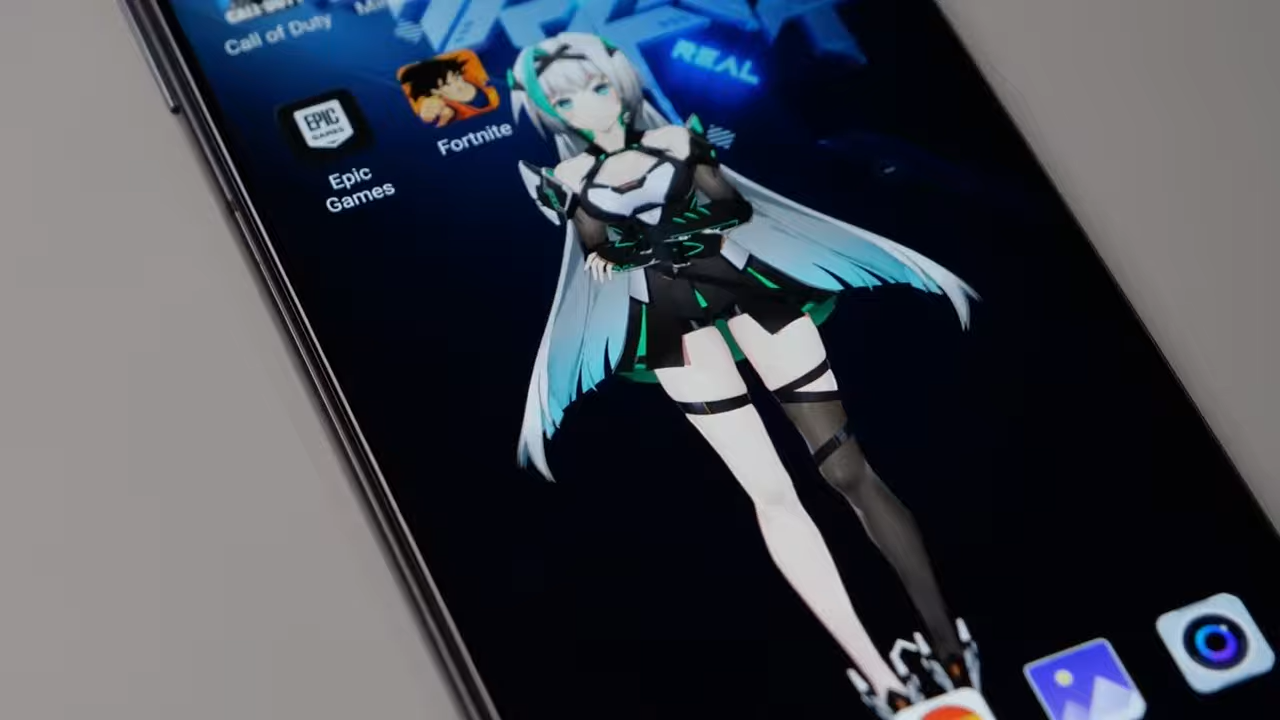 Call of Duty
REAL
EPIC
GAMES
Fortnite
Epic
Games